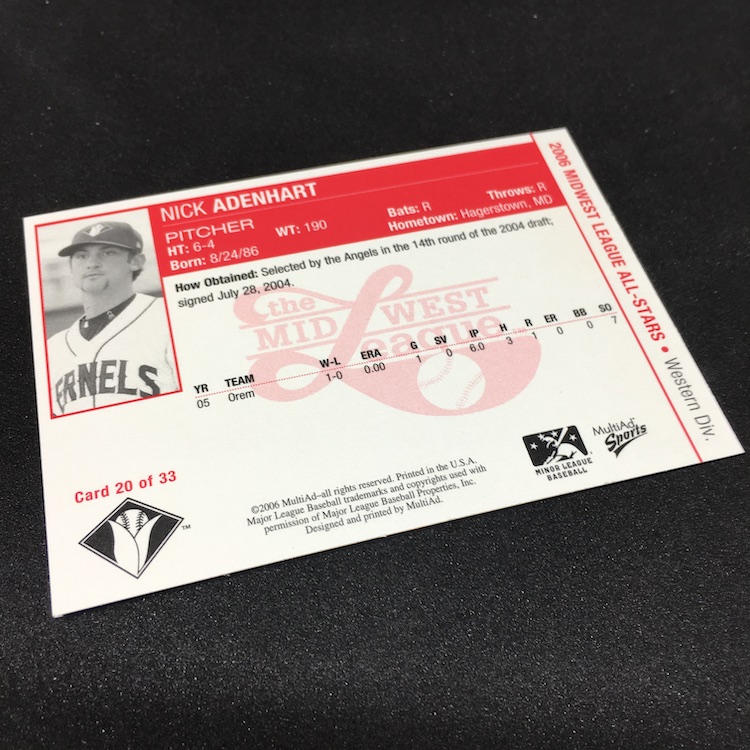 NICK ADENHART
PITCHER
HT: 6-4 WT: 190 Bats: R Throws: R
Born: 8/24/86 Hometown: Hagerstown, MD
How Obtained: Selected by the Angels in the 14th round of the 2004 draft;
signed July 28, 2004.
the
MIDWEST
League
YR TEAM W-L ERA G SV IP H R ER BB SO
05 Orem 1-0 0.00 1 0 6.0 3 1 0 0 7
ERNELS
Card 20 of 33
TM
©2006 MultiAd–all rights reserved. Printed in the U.S.A.
Major League Baseball trademarks and copyrights used with
permission of Major League Baseball Properties, Inc.
Designed and printed by MultiAd.
MINOR LEAGUE
BASEBALL
MultiAd
Sports
2006 MIDWEST LEAGUE ALL-STARS • Western Div.